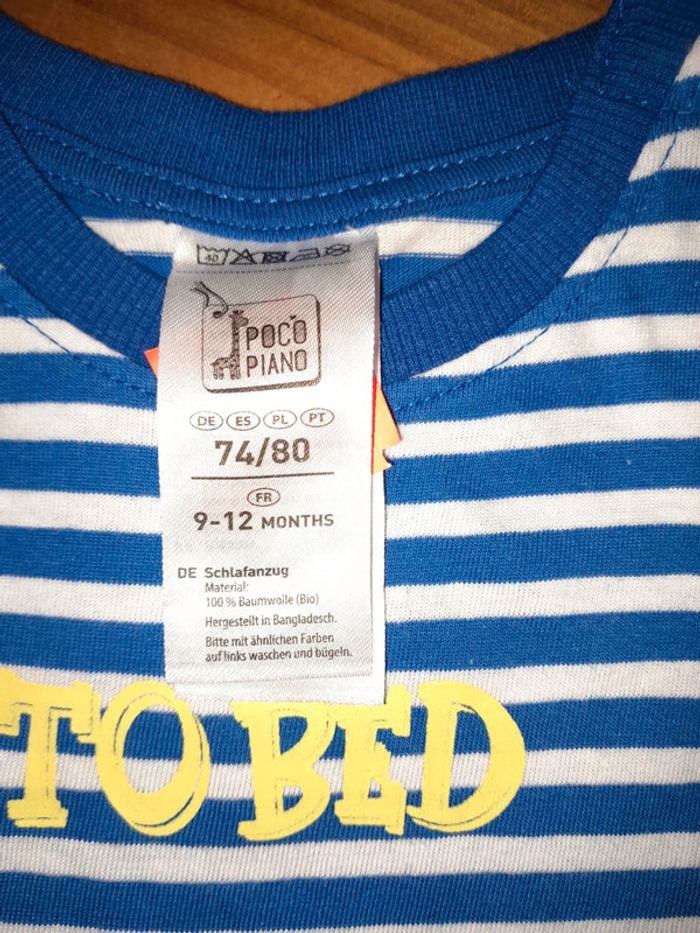 40
POCO
PIANO
DE ES PL PT
74/80
FR
9-12 MONTHS
DE Schlafanzug
Material:
100 % Baumwolle (Bio)
Hergestellt in Bangladesch.
Bitte mit ähnlichen Farben
auf links waschen und bügeln.
TO BED